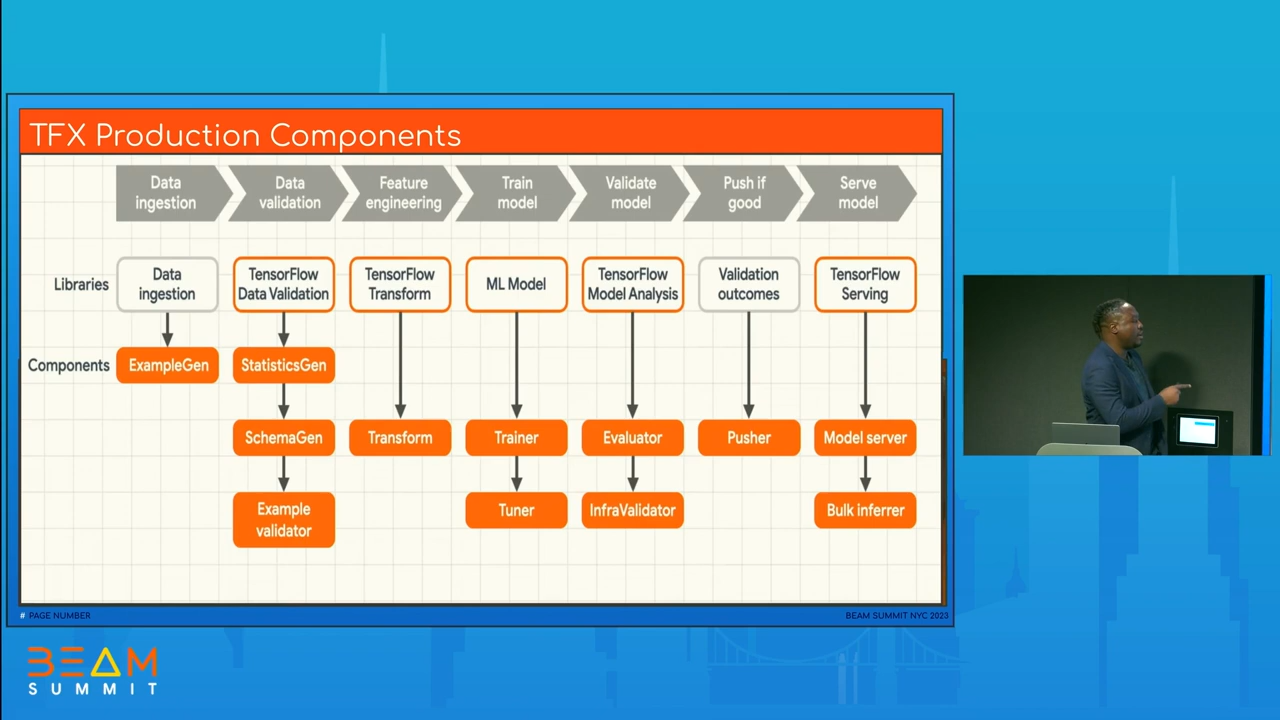 TFX Production Components
Data
ingestion
Data
validation
Feature
engineering
Train
model
Validate
model
Push if
good
Serve
model
Libraries
Data
ingestion
TensorFlow
Data Validation
TensorFlow
Transform
ML Model
TensorFlow
Model Analysis
Validation
outcomes
TensorFlow
Serving
Components
ExampleGen
StatisticsGen
SchemaGen
Transform
Trainer
Evaluator
Pusher
Model server
Example
validator
Tuner
InfraValidator
Bulk inferrer
# PAGE NUMBER
BEAM SUMMIT NYC 2023
BEAM
SUMMIT